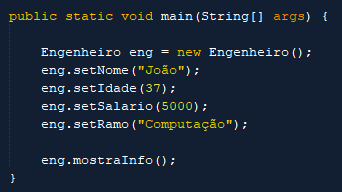 public static void main(String[] args) {
Engenheiro eng = new Engenheiro();
eng.setNome("João");
eng.setIdade(37);
eng.setSalario(5000);
eng.setRamo("Computação");
eng.mostraInfo();
}